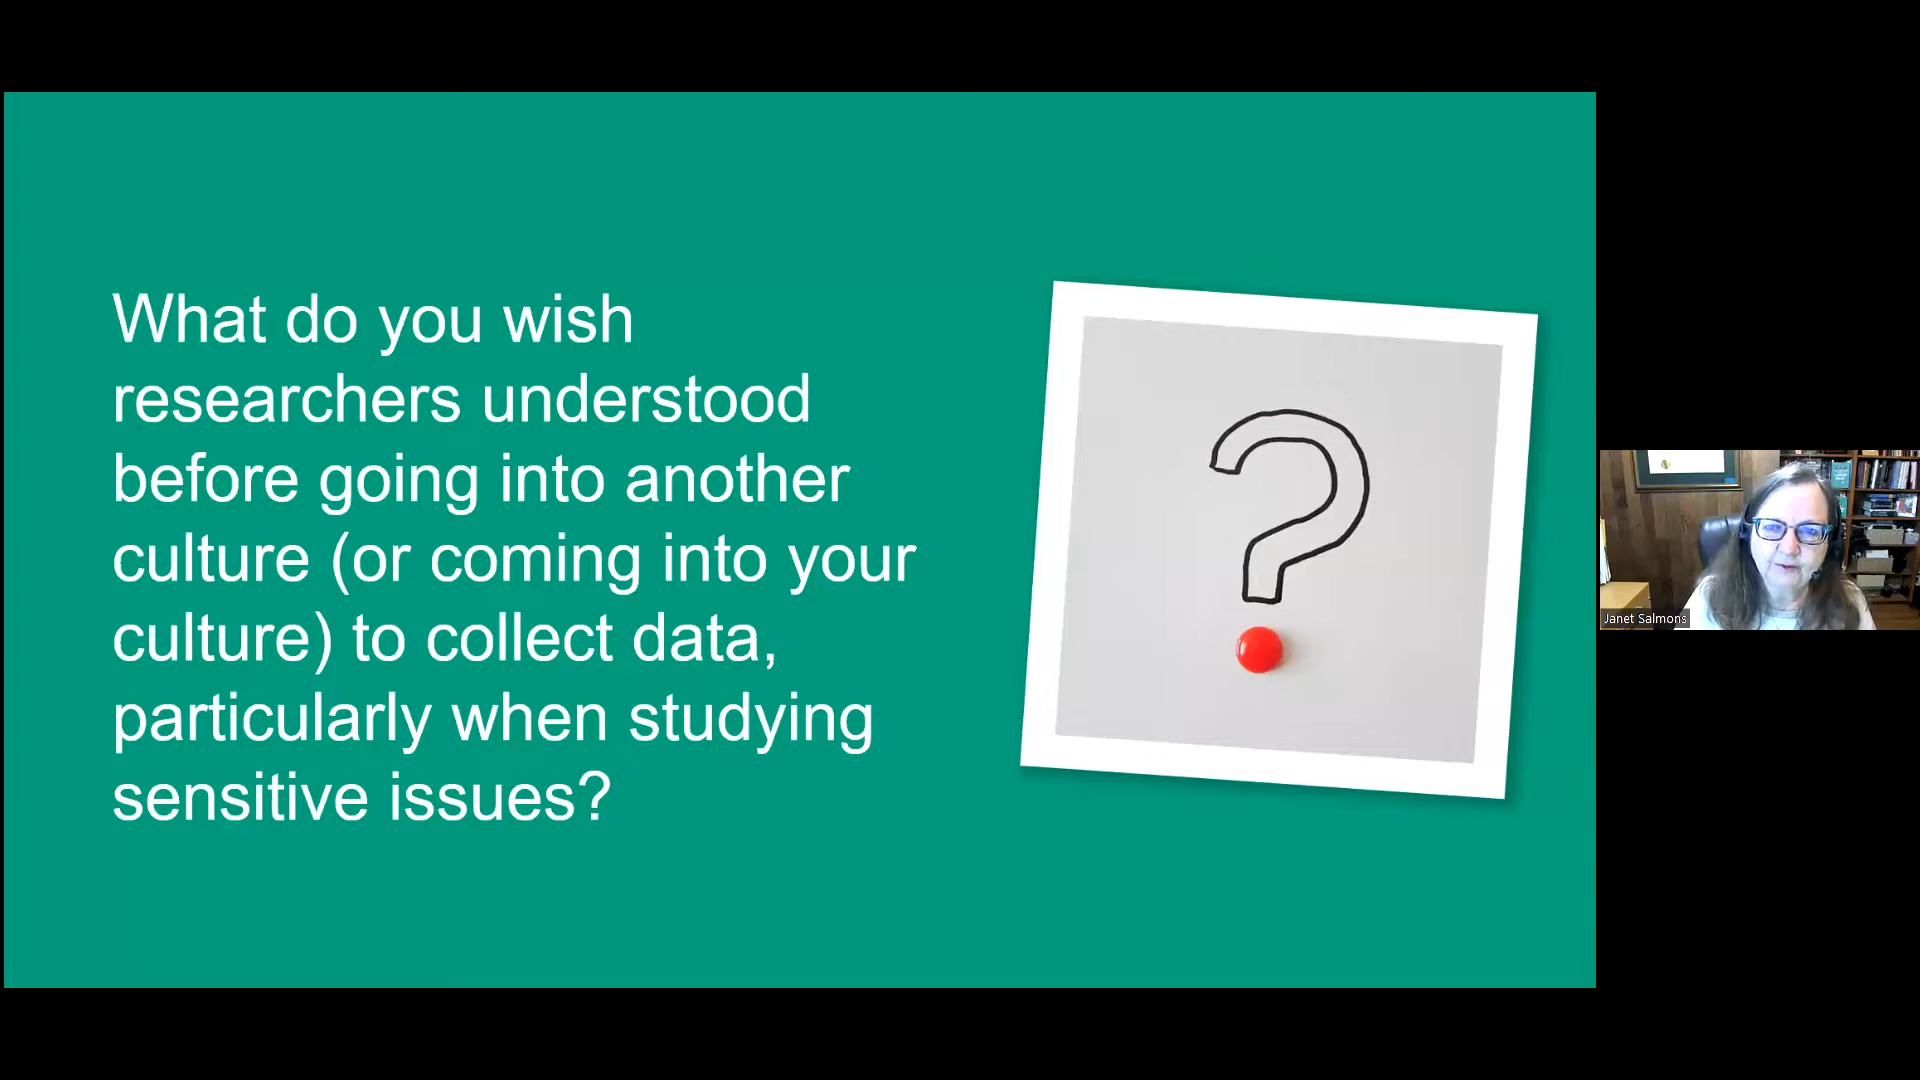 What do you wish
researchers understood
before going into another
culture (or coming into your
culture) to collect data,
particularly when studying
sensitive issues?
?
Janet Salmons